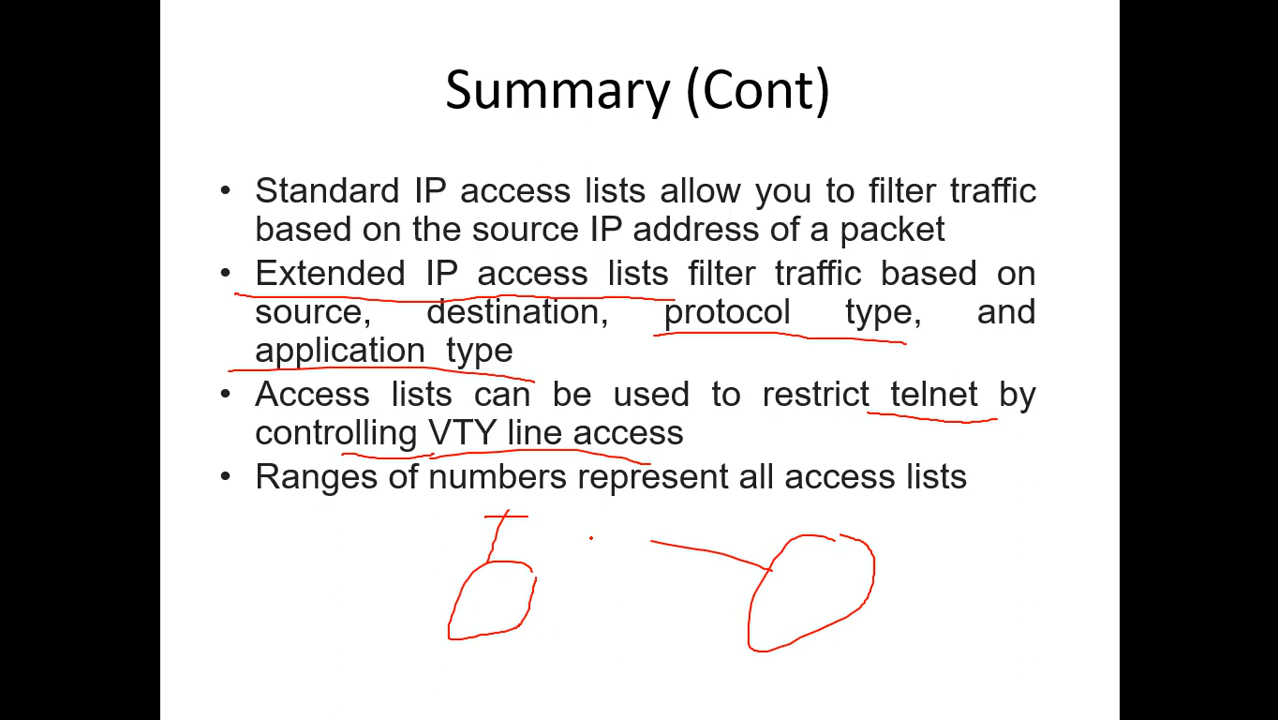 Summary (Cont)
• Standard IP access lists allow you to filter traffic
based on the source IP address of a packet
• Extended IP access lists filter traffic based on
source, destination, protocol type, and
application type
• Access lists can be used to restrict telnet by
controlling VTY line access
• Ranges of numbers represent all access lists